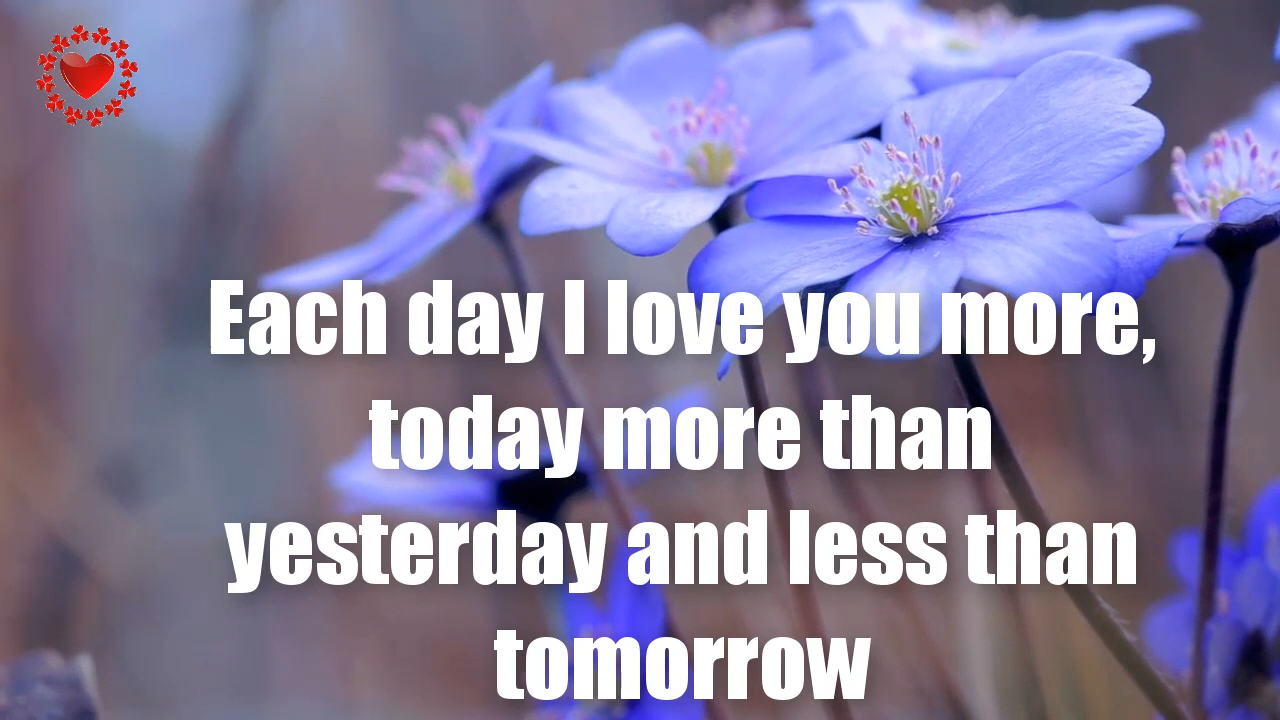 Each day I love you more,
today more than
yesterday and less than
tomorrow